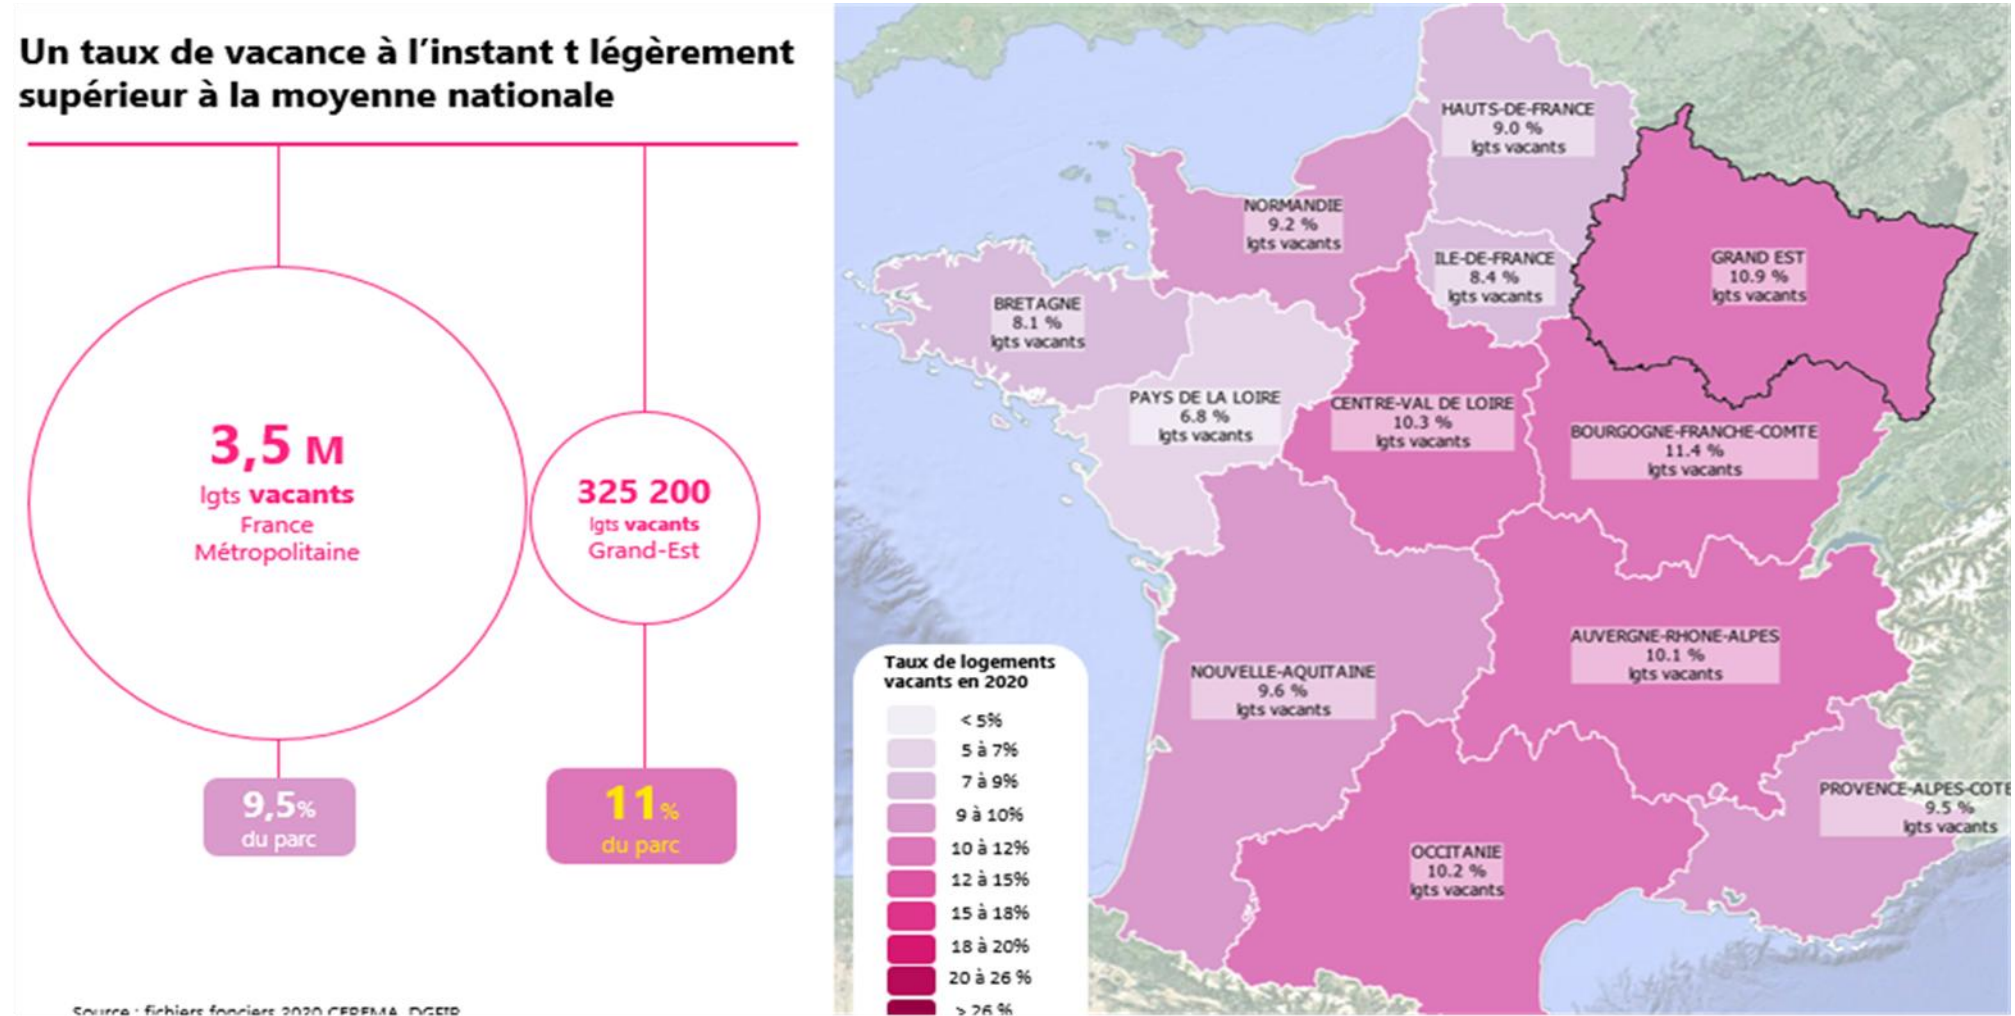 Un taux de vacance à l'instant t légèrement
supérieur à la moyenne nationale
3,5 M
lgts vacants
France
Métropolitaine
325 200
lgts vacants
Grand-Est
9,5%
du parc
11%
du parc
Source : fichiers fonciers 2020 CEREMA, DGFIP
HAUTS-DE-FRANCE
9.0 %
lgts vacants
NORMANDIE
9.2 %
lgts vacants
ILE-DE-FRANCE
8.4 %
lgts vacants
GRAND EST
10.9 %
lgts vacants
BRETAGNE
8.1 %
lgts vacants
PAYS DE LA LOIRE
6.8 %
lgts vacants
CENTRE-VAL DE LOIRE
10.3 %
lgts vacants
BOURGOGNE-FRANCHE-COMTE
11.4 %
lgts vacants
AUVERGNE-RHONE-ALPES
10.1 %
lgts vacants
NOUVELLE-AQUITAINE
9.6 %
lgts vacants
PROVENCE-ALPES-COTE
9.5 %
lgts vacants
OCCITANIE
10.2 %
lgts vacants
Taux de logements
vacants en 2020
< 5%
5 à 7%
7 à 9%
9 à 10%
10 à 12%
12 à 15%
15 à 18%
18 à 20%
20 à 26 %
> 26 %